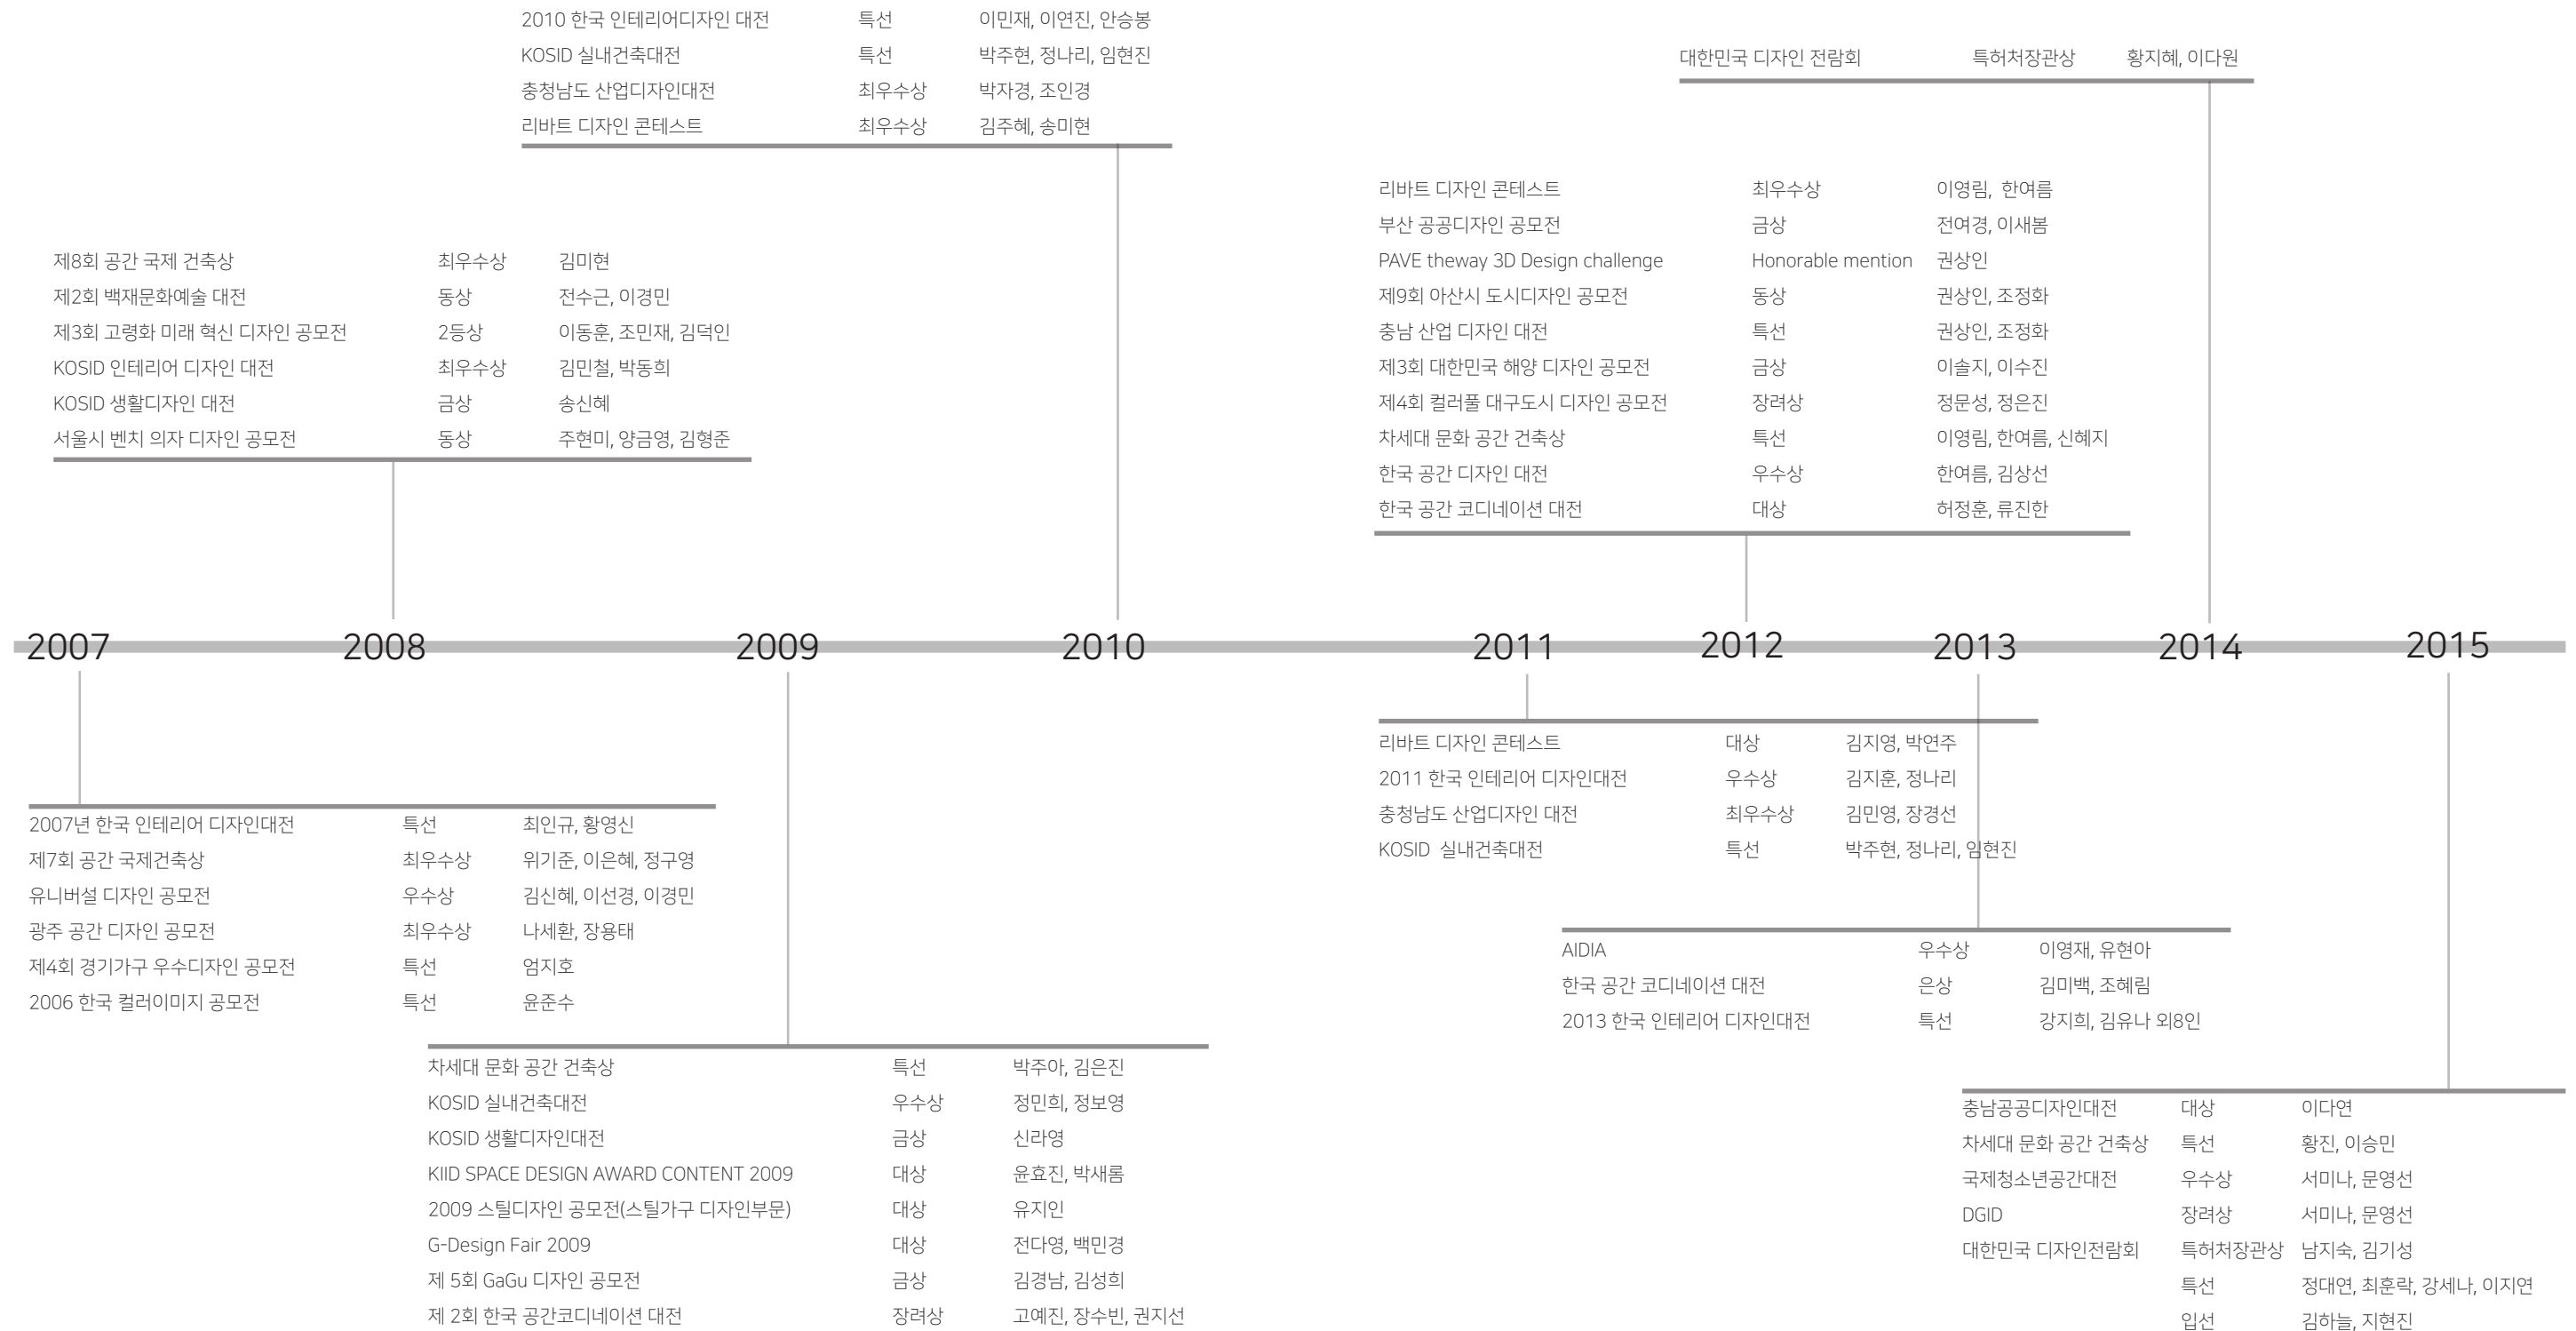 2010 한국 인테리어디자인 대전 특선 이민재, 이연진, 안승봉
KOSID 실내건축대전 특선 박주현, 정나리, 임현진
충청남도 산업디자인대전 최우수상 박자경, 조인경
리바트 디자인 콘테스트 최우수상 김주혜, 송미현
대한민국 디자인 전람회 특허처장관상 황지혜, 이다원
제8회 공간 국제 건축상 최우수상 김미현
제2회 백재문화예술 대전 동상 전수근, 이경민
제3회 고령화 미래 혁신 디자인 공모전 2등상 이동훈, 조민재, 김덕인
KOSID 인테리어 디자인 대전 최우수상 김민철, 박동희
KOSID 생활디자인 대전 금상 송신혜
서울시 벤치 의자 디자인 공모전 동상 주현미, 양금영, 김형준
리바트 디자인 콘테스트 최우수상 이영림, 한여름
부산 공공디자인 공모전 금상 전여경, 이새봄
PAVE theway 3D Design challenge Honorable mention 권상인
제9회 아산시 도시디자인 공모전 동상 권상인, 조정화
충남 산업 디자인 대전 특선 권상인, 조정화
제3회 대한민국 해양 디자인 공모전 금상 이솔지, 이수진
제4회 컬러풀 대구도시 디자인 공모전 장려상 정문성, 정은진
차세대 문화 공간 건축상 특선 이영림, 한여름, 신혜지
한국 공간 디자인 대전 우수상 한여름, 김상선
한국 공간 코디네이션 대전 대상 허정훈, 류진한
2007 2008 2009 2010 2011 2012 2013 2014 2015
2007년 한국 인테리어 디자인대전 특선 최인규, 황영신
제7회 공간 국제건축상 최우수상 위기준, 이은혜, 정구영
유니버설 디자인 공모전 우수상 김신혜, 이선경, 이경민
광주 공간 디자인 공모전 최우수상 나세환, 장용태
제4회 경기가구 우수디자인 공모전 특선 엄지호
2006 한국 컬러이미지 공모전 특선 윤준수
리바트 디자인 콘테스트 대상 김지영, 박연주
2011 한국 인테리어 디자인대전 우수상 김지훈, 정나리
충청남도 산업디자인 대전 최우수상 김민영, 장경선
KOSID 실내건축대전 특선 박주현, 정나리, 임현진
AIDIA 우수상 이영재, 유현아
한국 공간 코디네이션 대전 은상 김미백, 조혜림
2013 한국 인테리어 디자인대전 특선 강지희, 김유나 외8인
차세대 문화 공간 건축상 특선 박주아, 김은진
KOSID 실내건축대전 우수상 정민희, 정보영
KOSID 생활디자인대전 금상 신라영
KIID SPACE DESIGN AWARD CONTENT 2009 대상 윤효진, 박새롬
2009 스틸디자인 공모전(스틸가구 디자인부문) 대상 유지인
G-Design Fair 2009 대상 전다영, 백민경
제 5회 GaGu 디자인 공모전 금상 김경남, 김성희
제 2회 한국 공간코디네이션 대전 장려상 고예진, 장수빈, 권지선
충남공공디자인대전 대상 이다연
차세대 문화 공간 건축상 특선 황진, 이승민
국제청소년공간대전 우수상 서미나, 문영선
DGID 장려상 서미나, 문영선
대한민국 디자인전람회 특허처장관상 남지숙, 김기성
특선 정대연, 최훈락, 강세나, 이지연
입선 김하늘, 지현진